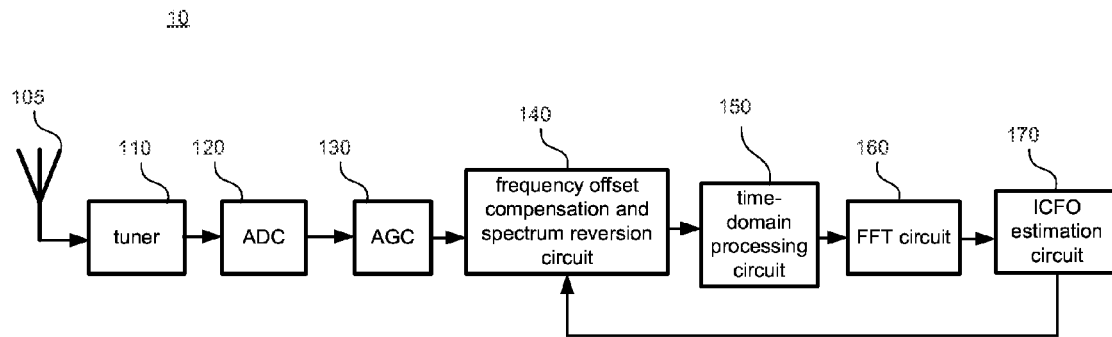 10
105
110
120
130
140
150
160
170
tuner
ADC
AGC
frequency offset
compensation and
spectrum reversion
circuit
time-
domain
processing
circuit
FFT circuit
ICFO
estimation
circuit